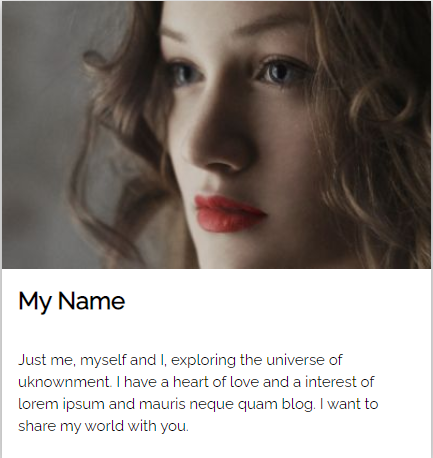 My Name
Just me, myself and I, exploring the universe of
uknownment. I have a heart of love and a interest of
lorem ipsum and mauris neque quam blog. I want to
share my world with you.